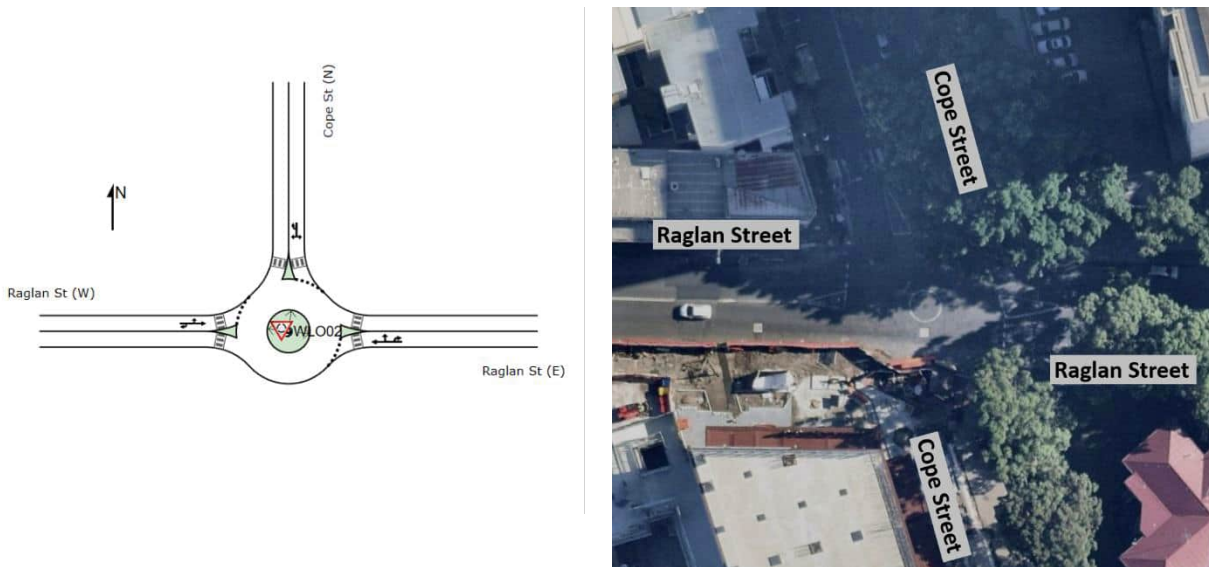 Cope St (N)
N
Raglan St (W)
WLO02
Raglan St (E)
Cope Street
Raglan Street
Raglan Street
Cope Street